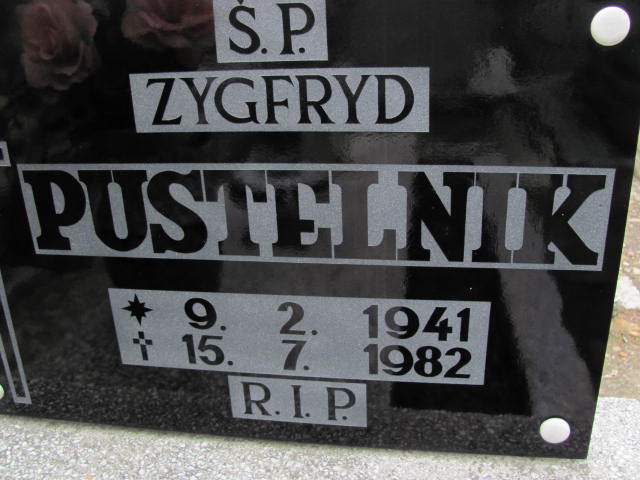 Ś.P.
ZYGFRYD
PUSTELNIK
✶ 9. 2. 1941
✝ 15. 7. 1982
R.I.P.